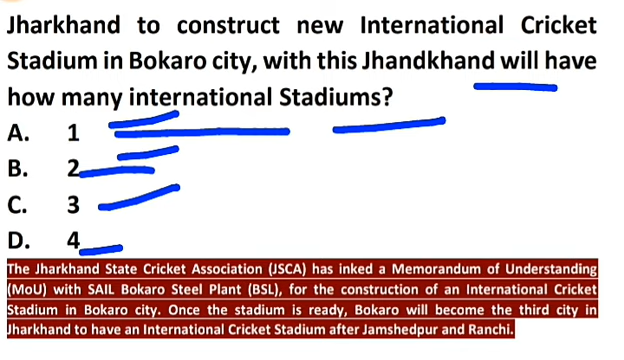 Jharkhand to construct new International Cricket
Stadium in Bokaro city, with this Jhandkhand will have
how many international Stadiums?
A. 1
B. 2
C. 3
D. 4
The Jharkhand State Cricket Association (JSCA) has inked a Memorandum of Understanding
(MoU) with SAIL Bokaro Steel Plant (BSL), for the construction of an International Cricket
Stadium in Bokaro city. Once the stadium is ready, Bokaro will become the third city in
Jharkhand to have an International Cricket Stadium after Jamshedpur and Ranchi.